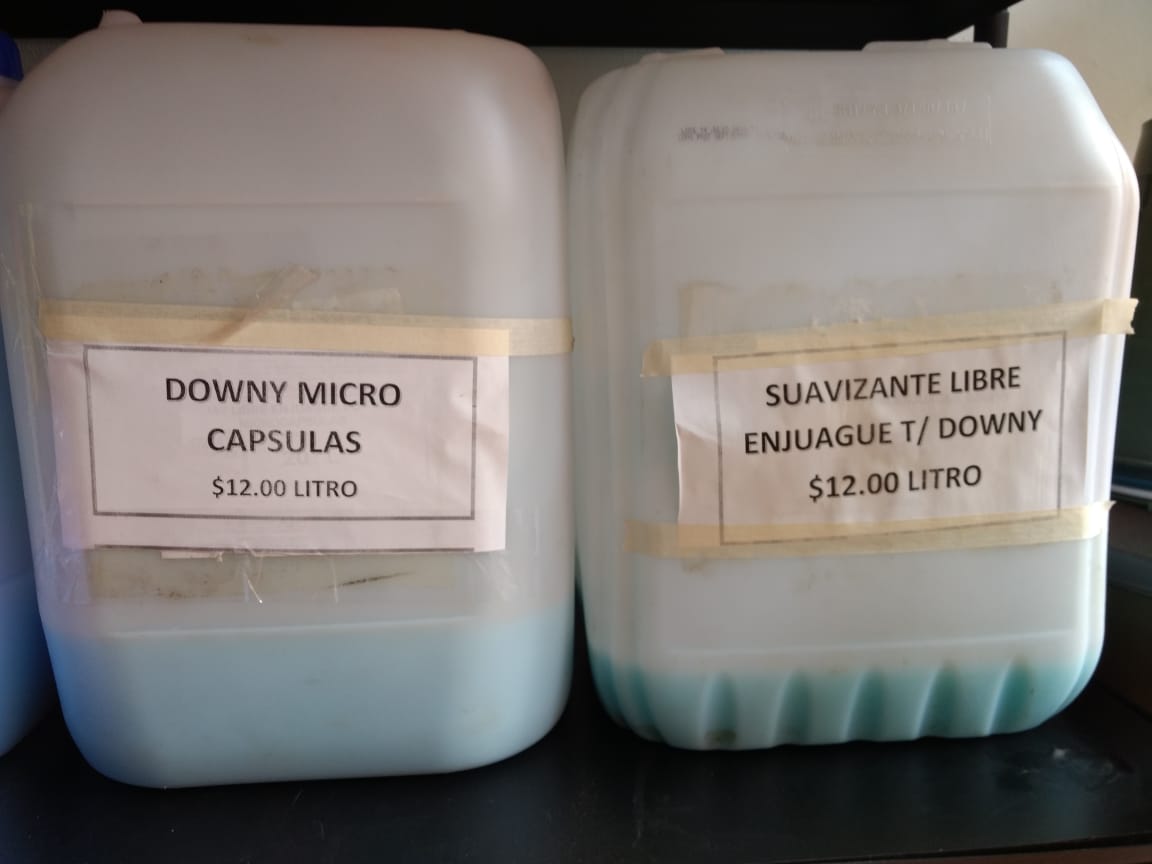 DOWNY MICRO
CAPSULAS
$12.00 LITRO
SUAVIZANTE LIBRE
ENJUAGUE T/ DOWNY
$12.00 LITRO